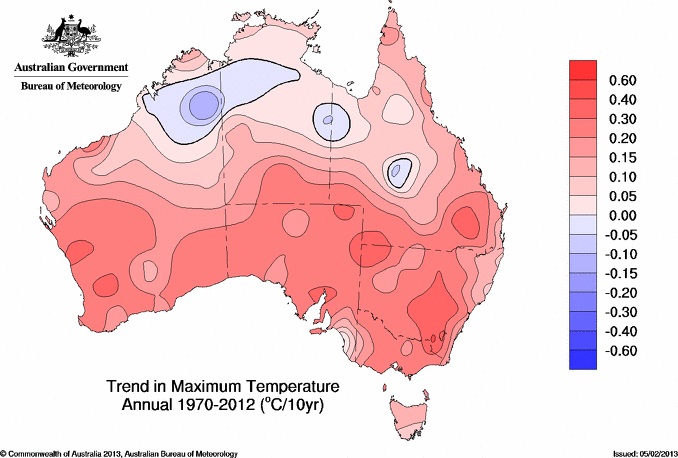 Australian Government
Bureau of Meteorology
0.60
0.40
0.30
0.20
0.15
0.10
0.05
0.00
-0.05
-0.10
-0.15
-0.20
-0.30
-0.40
-0.60
Trend in Maximum Temperature
Annual 1970-2012 (°C/10yr)
© Commonwealth of Australia 2013, Australian Bureau of Meteorology
Issued: 05/02/2013